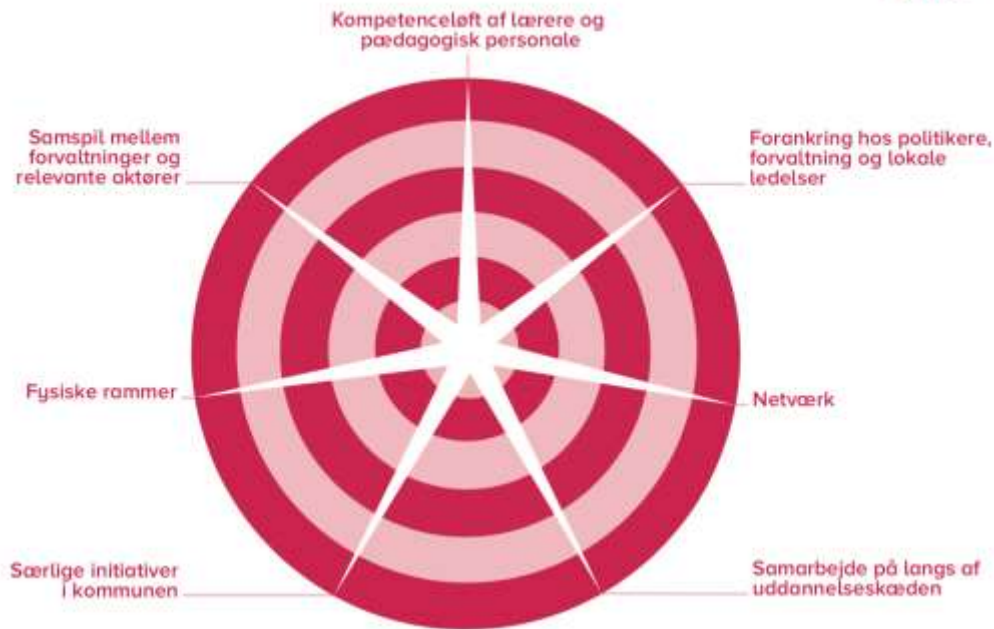 Kompetenceløft af lærere og
pædagogisk personale
Forankring hos politikere,
forvaltning og lokale
ledelser
Netværk
Samarbejde på langs af
uddannelseskæden
Særlige initiativer
i kommunen
Fysiske rammer
Samspil mellem
forvaltninger og
relevante aktører